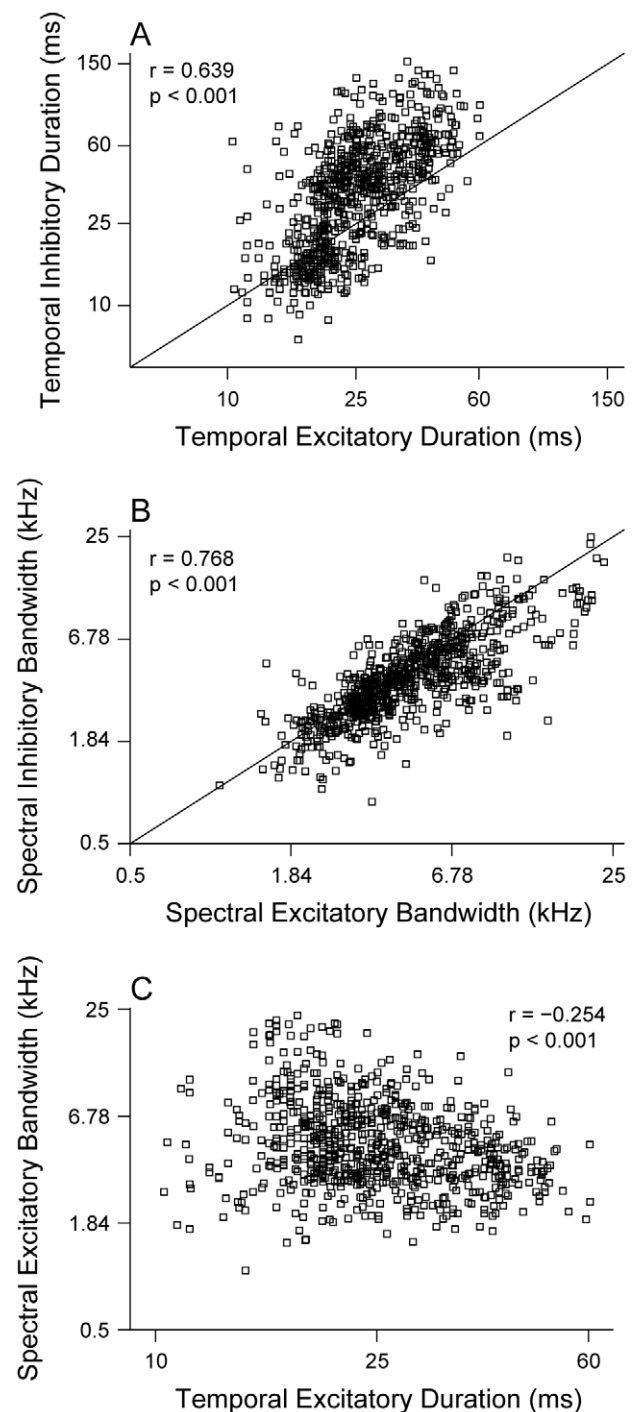 A
r = 0.639
p < 0.001
Temporal Inhibitory Duration (ms)
150
60
25
10
10 25 60 150
Temporal Excitatory Duration (ms)
B
r = 0.768
p < 0.001
Spectral Inhibitory Bandwidth (kHz)
25
6.78
1.84
0.5
0.5 1.84 6.78 25
Spectral Excitatory Bandwidth (kHz)
C
r = −0.254
p < 0.001
Spectral Excitatory Bandwidth (kHz)
25
6.78
1.84
0.5
10 25 60
Temporal Excitatory Duration (ms)